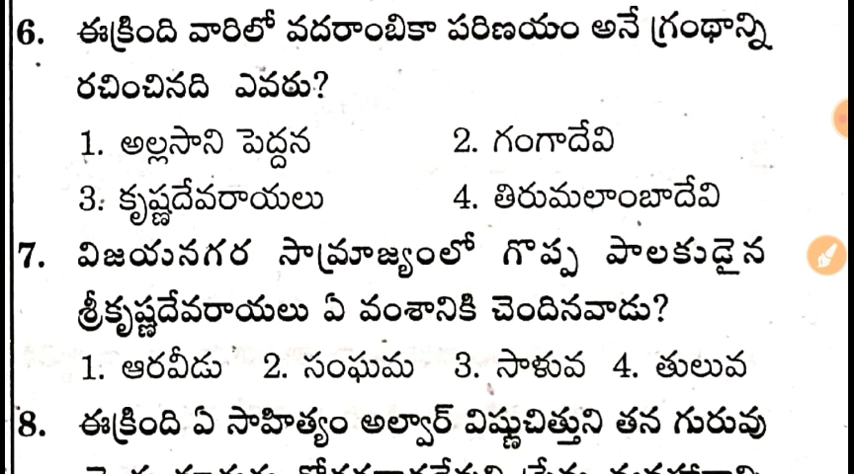 6. ఈక్రింది వారిలో వదరాంబికా పరిణయం అనే గ్రంథాన్ని
రచించినది ఎవరు?
1. అల్లసాని పెద్దన 2. గంగాదేవి
3. కృష్ణదేవరాయలు 4. తిరుమలాంబాదేవి
7. విజయనగర సామ్రాజ్యంలో గొప్ప పాలకుడైన
శ్రీకృష్ణదేవరాయలు ఏ వంశానికి చెందినవాడు?
1. ఆరవీడు 2. సంఘమ 3. సాళువ 4. తులువ
8. ఈక్రింది ఏ సాహిత్యం అల్వార్ విష్ణుచిత్తుని తన గురువు